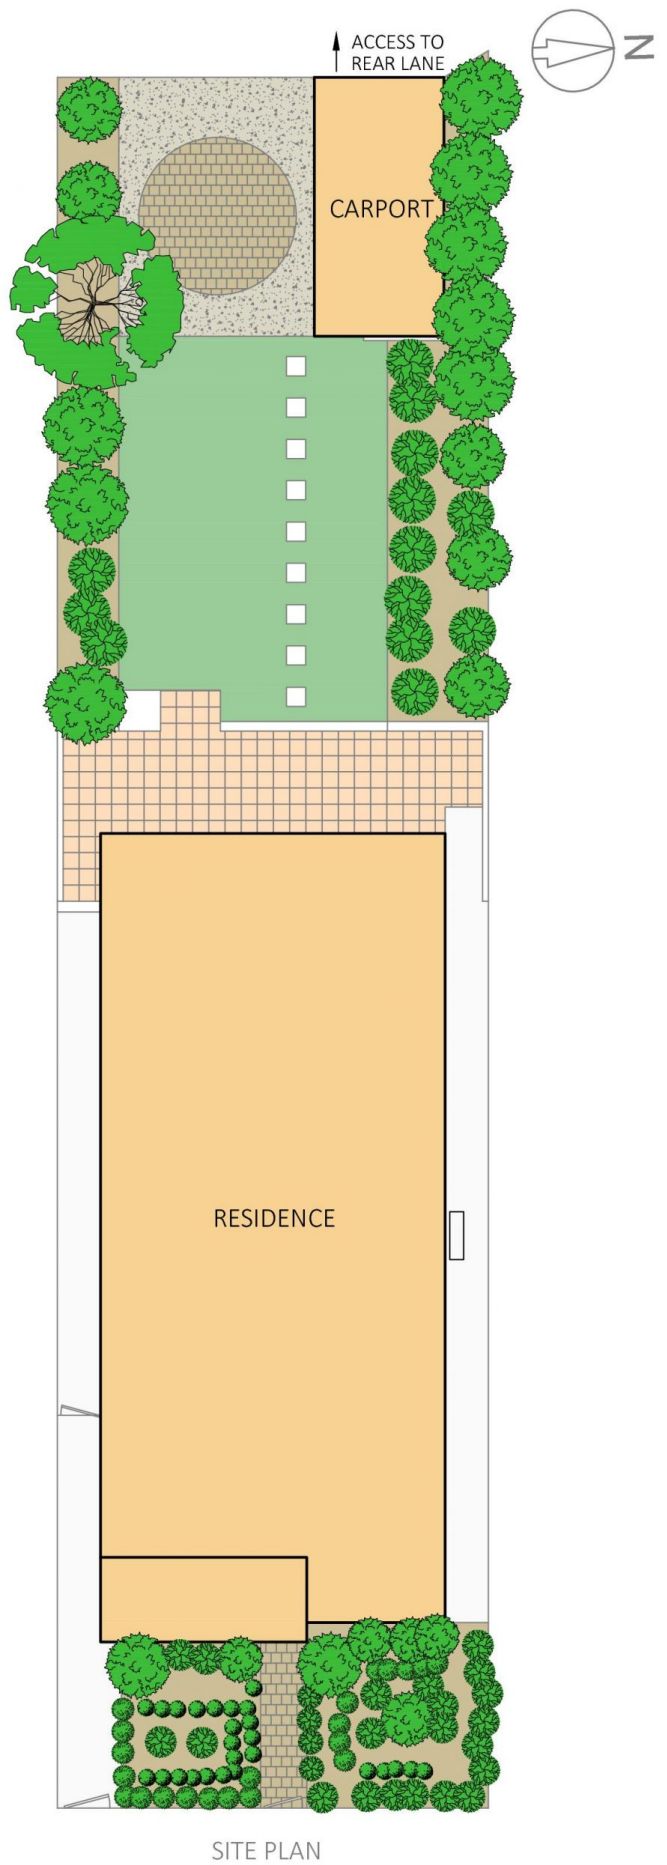 ACCESS TO
REAR LANE
N
CARPORT
RESIDENCE
SITE PLAN